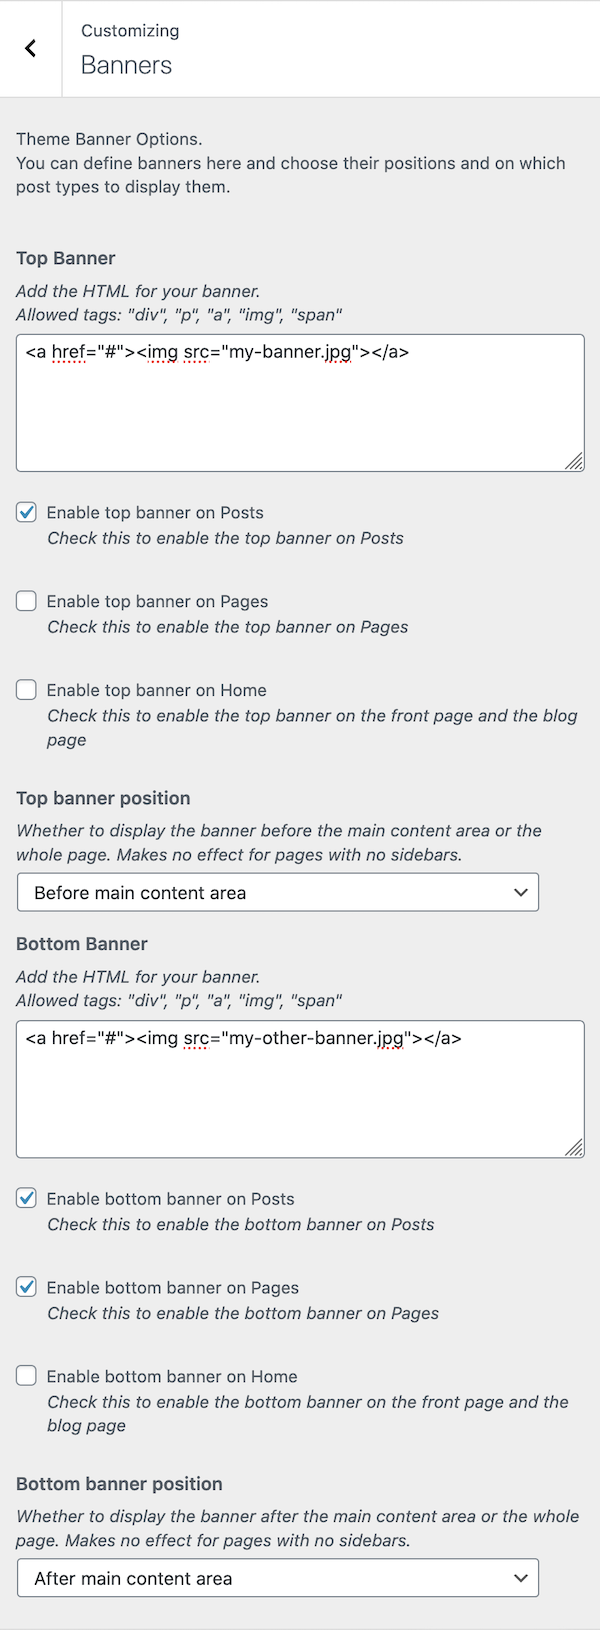 Customizing
Banners
Theme Banner Options.
You can define banners here and choose their positions and on which
post types to display them.
Top Banner
Add the HTML for your banner.
Allowed tags: "div", "p", "a", "img", "span"
<a href="#"><img src="my-banner.jpg"></a>
Enable top banner on Posts
Check this to enable the top banner on Posts
Enable top banner on Pages
Check this to enable the top banner on Pages
Enable top banner on Home
Check this to enable the top banner on the front page and the blog
page
Top banner position
Whether to display the banner before the main content area or the
whole page. Makes no effect for pages with no sidebars.
Before main content area
Bottom Banner
Add the HTML for your banner.
Allowed tags: "div", "p", "a", "img", "span"
<a href="#"><img src="my-other-banner.jpg"></a>
Enable bottom banner on Posts
Check this to enable the bottom banner on Posts
Enable bottom banner on Pages
Check this to enable the bottom banner on Pages
Enable bottom banner on Home
Check this to enable the bottom banner on the front page and the
blog page
Bottom banner position
Whether to display the banner after the main content area or the whole
page. Makes no effect for pages with no sidebars.
After main content area